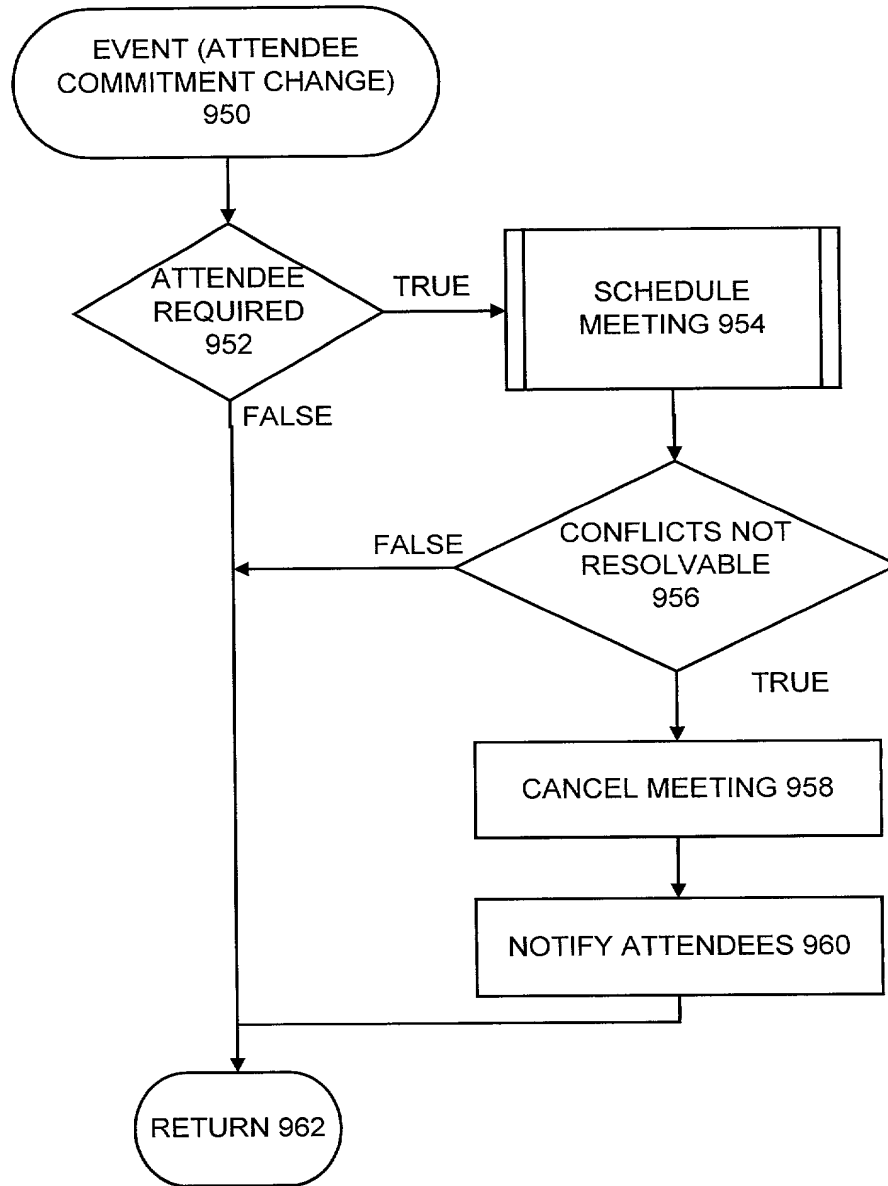 EVENT (ATTENDEE
COMMITMENT CHANGE)
950
ATTENDEE
REQUIRED
952
TRUE
SCHEDULE
MEETING 954
FALSE
CONFLICTS NOT
RESOLVABLE
956
FALSE
TRUE
CANCEL MEETING 958
NOTIFY ATTENDEES 960
RETURN 962